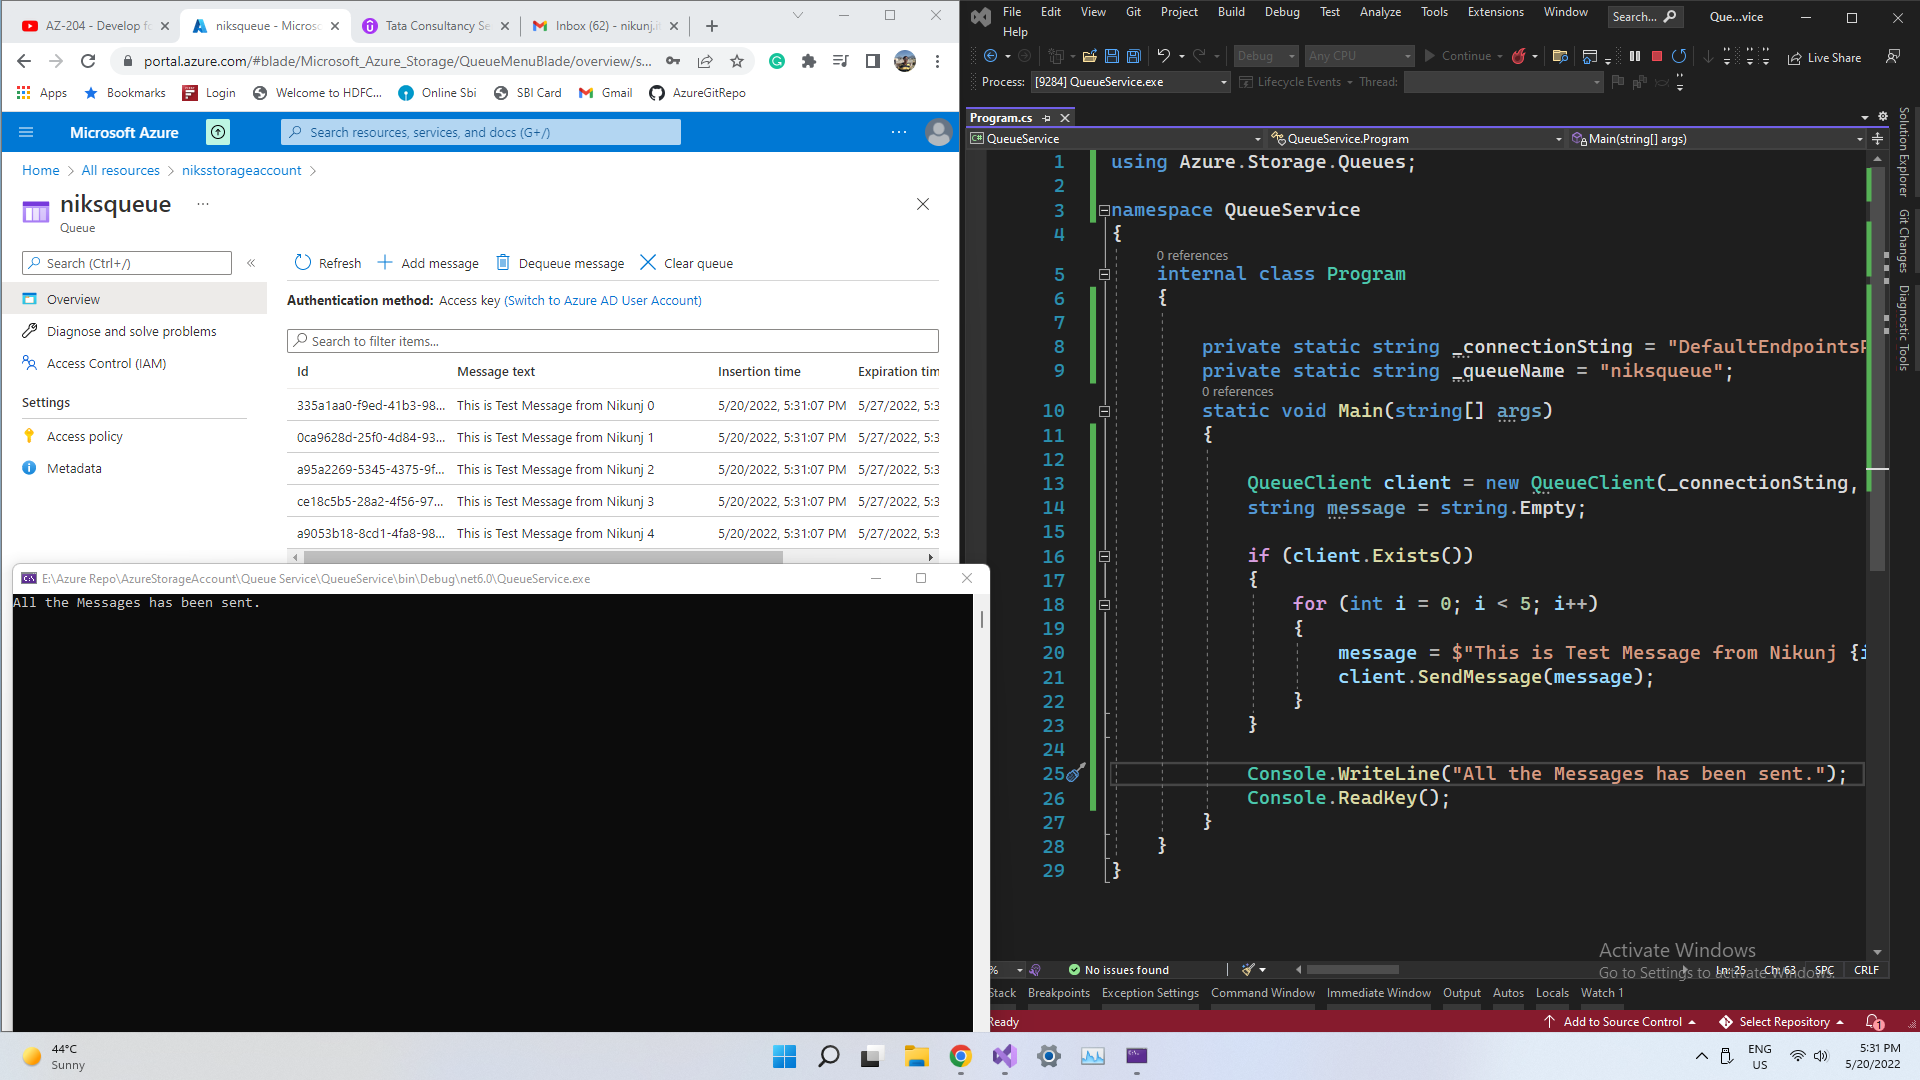 AZ-204 - Develop fo
niksqueue - Microso
Tata Consultancy Se
Inbox (62) - nikunj.
portal.azure.com/#blade/Microsoft_Azure_Storage/QueueMenuBlade/overview/s...
Apps
Bookmarks
Login
Welcome to HDFC...
Online Sbi
SBI Card
Gmail
AzureGitRepo
Microsoft Azure
Search resources, services, and docs (G+/)
Home > All resources > niksstorageaccount >
niksqueue ...
Queue
Search (Ctrl+/)
«
Overview
Diagnose and solve problems
Access Control (IAM)
Settings
Access policy
Metadata
Refresh
Add message
Dequeue message
Clear queue
Authentication method: Access key (Switch to Azure AD User Account)
Search to filter items...
Id Message text Insertion time Expiration tim
335a1aa0-f9ed-41b3-98... This is Test Message from Nikunj 0 5/20/2022, 5:31:07 PM 5/27/2022, 5:3
0ca9628d-25f0-4d84-93... This is Test Message from Nikunj 1 5/20/2022, 5:31:07 PM 5/27/2022, 5:3
a95a2269-5345-4375-9f... This is Test Message from Nikunj 2 5/20/2022, 5:31:07 PM 5/27/2022, 5:3
ce18c5b5-28a2-4f56-97... This is Test Message from Nikunj 3 5/20/2022, 5:31:07 PM 5/27/2022, 5:3
a9053b18-8cd1-4fa8-98... This is Test Message from Nikunj 4 5/20/2022, 5:31:07 PM 5/27/2022, 5:3
E:\Azure Repo\AzureStorageAccount\Queue Service\QueueService\bin\Debug\net6.0\QueueService.exe
All the Messages has been sent.
File Edit View Git Project Build Debug Test Analyze Tools Extensions Window
Search...
Que...vice
Help
Debug
Any CPU
Continue
Live Share
Process: [9284] QueueService.exe
Lifecycle Events
Thread:
Program.cs
QueueService
QueueService.Program
Main(string[] args)
Solution Explorer
Git Changes
Diagnostic Tools
1 using Azure.Storage.Queues;
2
3 namespace QueueService
4 {
0 references
5 internal class Program
6 {
7
8 private static string _connectionSting = "DefaultEndpointsP
9 private static string _queueName = "niksqueue";
0 references
10 static void Main(string[] args)
11 {
12
13 QueueClient client = new QueueClient(_connectionSting,
14 string message = string.Empty;
15
16 if (client.Exists())
17 {
18 for (int i = 0; i < 5; i++)
19 {
20 message = $"This is Test Message from Nikunj {i
21 client.SendMessage(message);
22 }
23 }
24
25 Console.WriteLine("All the Messages has been sent.");
26 Console.ReadKey();
27 }
28 }
29 }
Activate Windows
Go to Settings to activate Windows.
%
No issues found
Ln: 25 Ch: 63 SPC CRLF
Stack Breakpoints Exception Settings Command Window Immediate Window Output Autos Locals Watch 1
Ready
Add to Source Control
Select Repository
1
44°C
Sunny
ENG
US
5:31 PM
5/20/2022